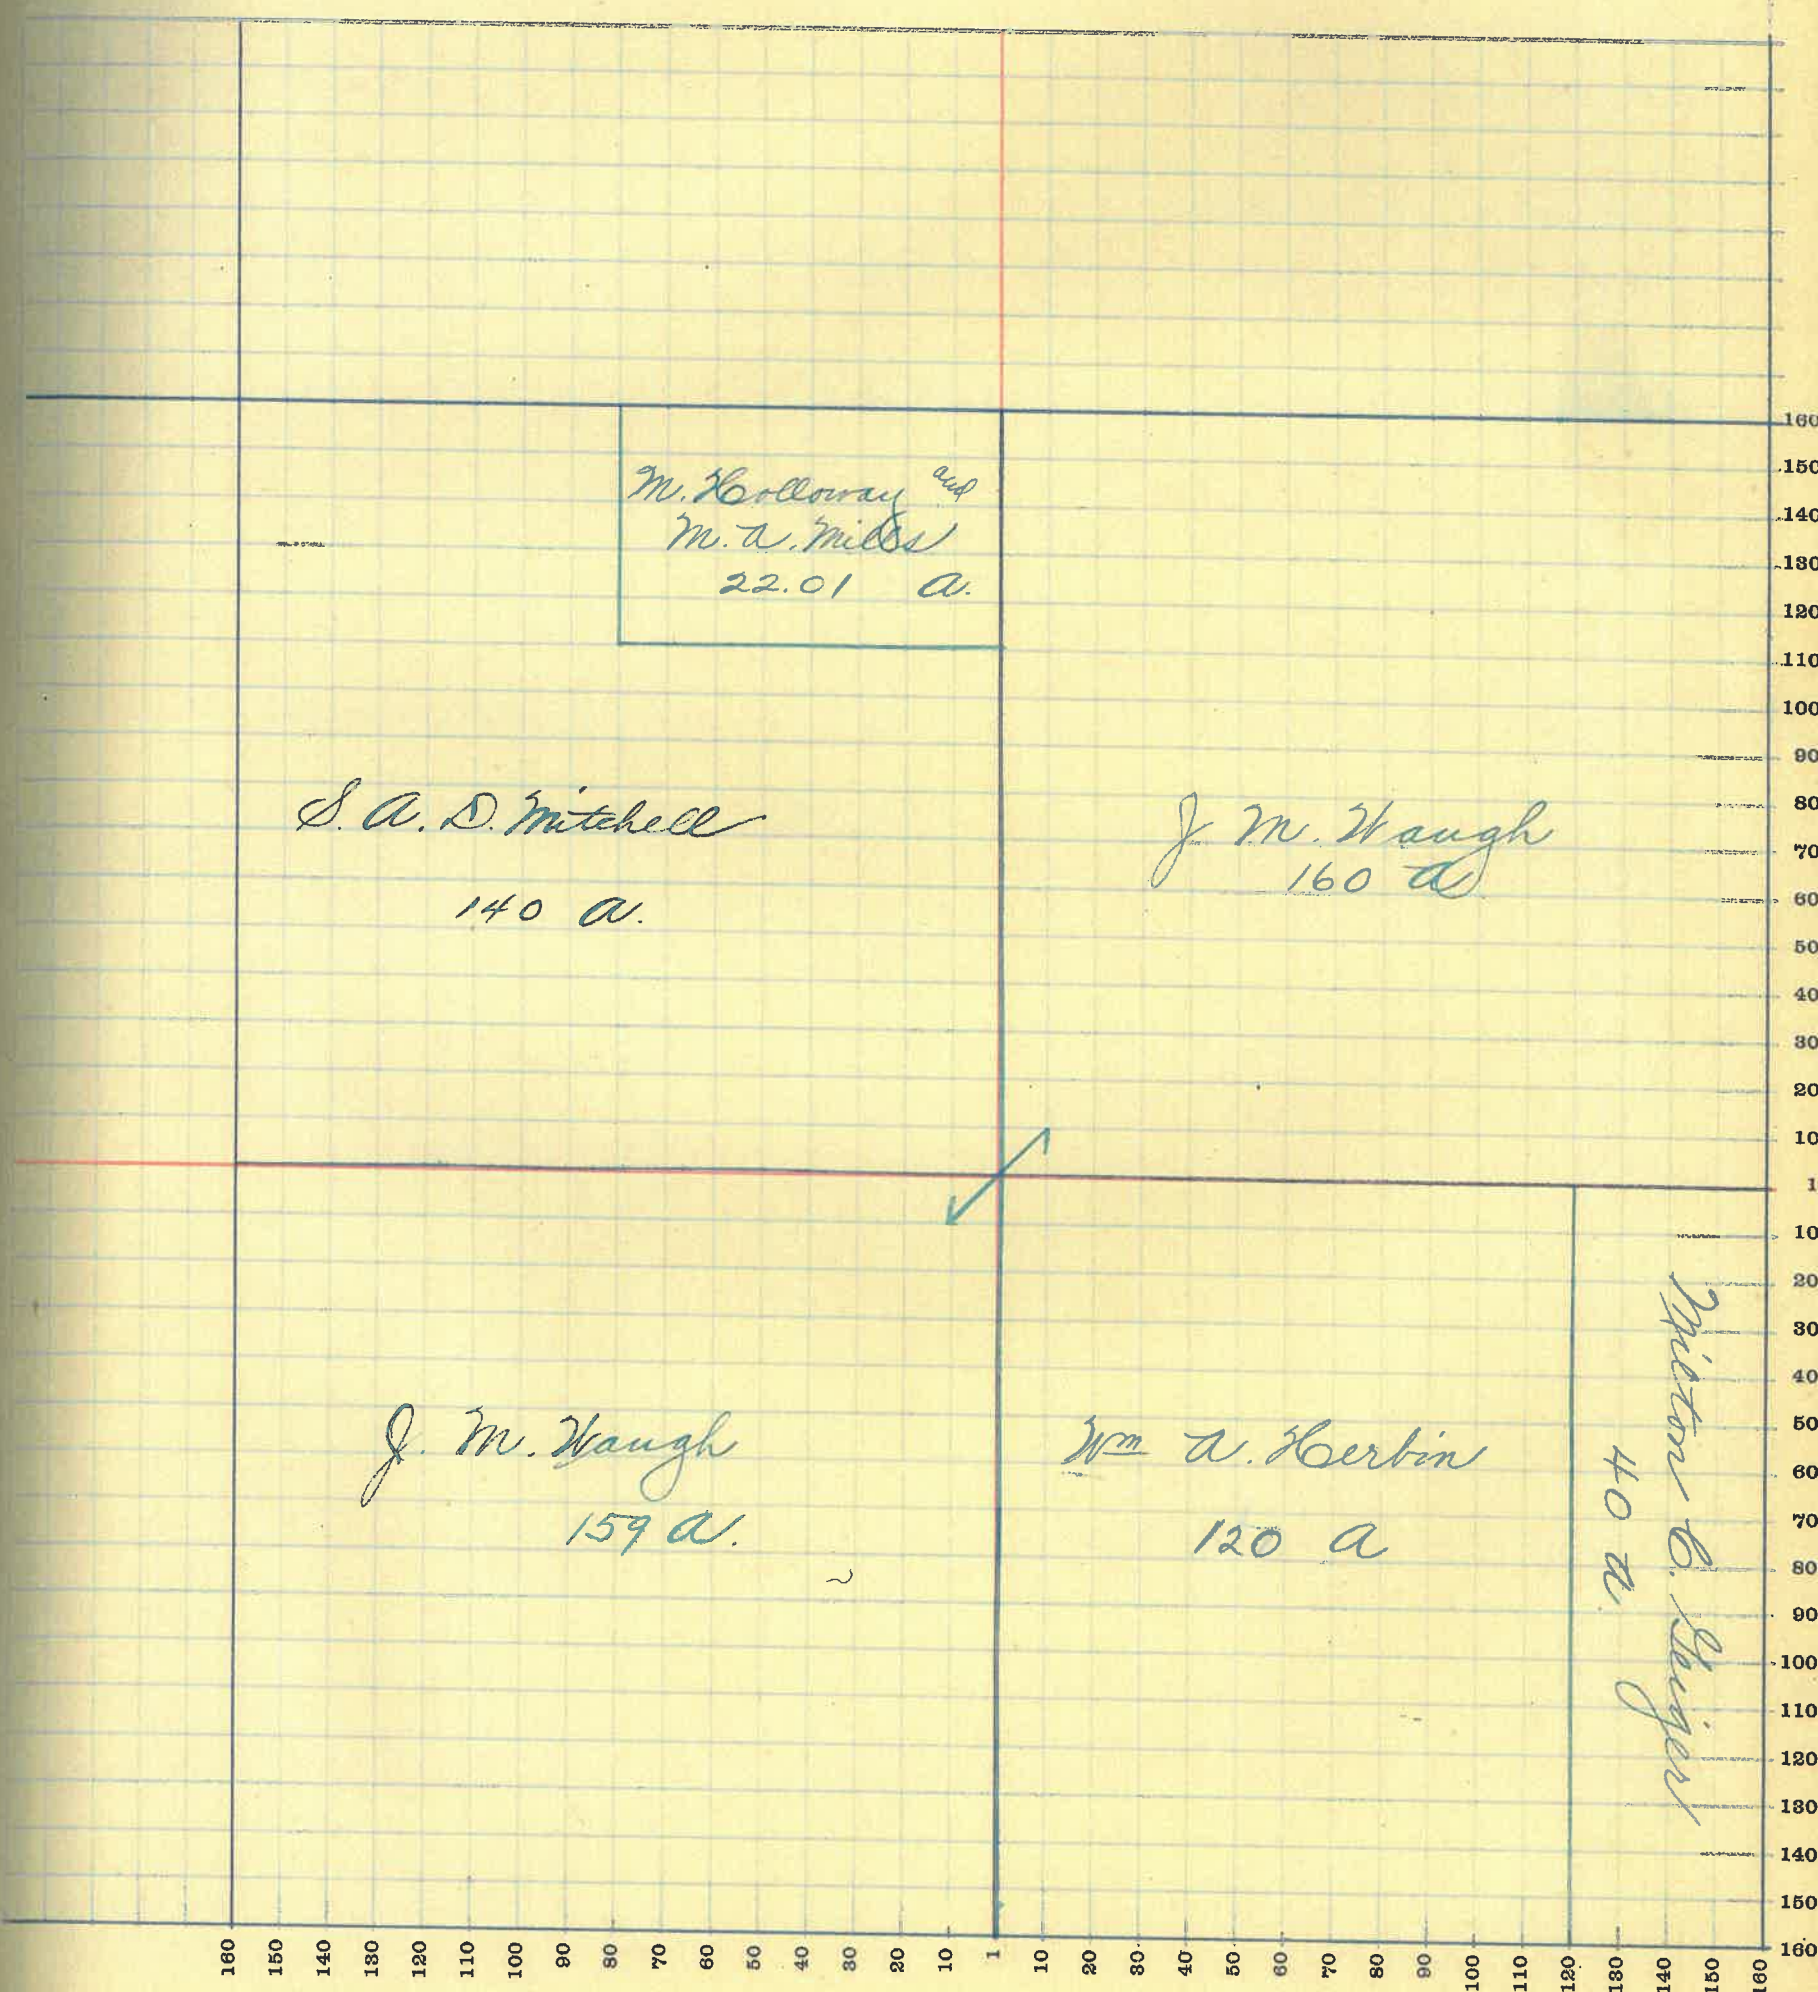 M. Holloway and
M. A. Mills
22.01 A.
S. A. D. Mitchell
140 A.
J. M. Waugh
160 A
J. M. Waugh
159 A.
Wm A. Herbin
120 A
Milton C. Geiger
40 A.
160
150
140
130
120
110
100
90
80
70
60
50
40
30
20
10
1
10
20
30
40
50
60
70
80
90
100
110
120
130
140
150
160
160 150 140 130 120 110 100 90 80 70 60 50 40 30 20 10 1 10 20 30 40 50 60 70 80 90 100 110 120 130 140 150 160